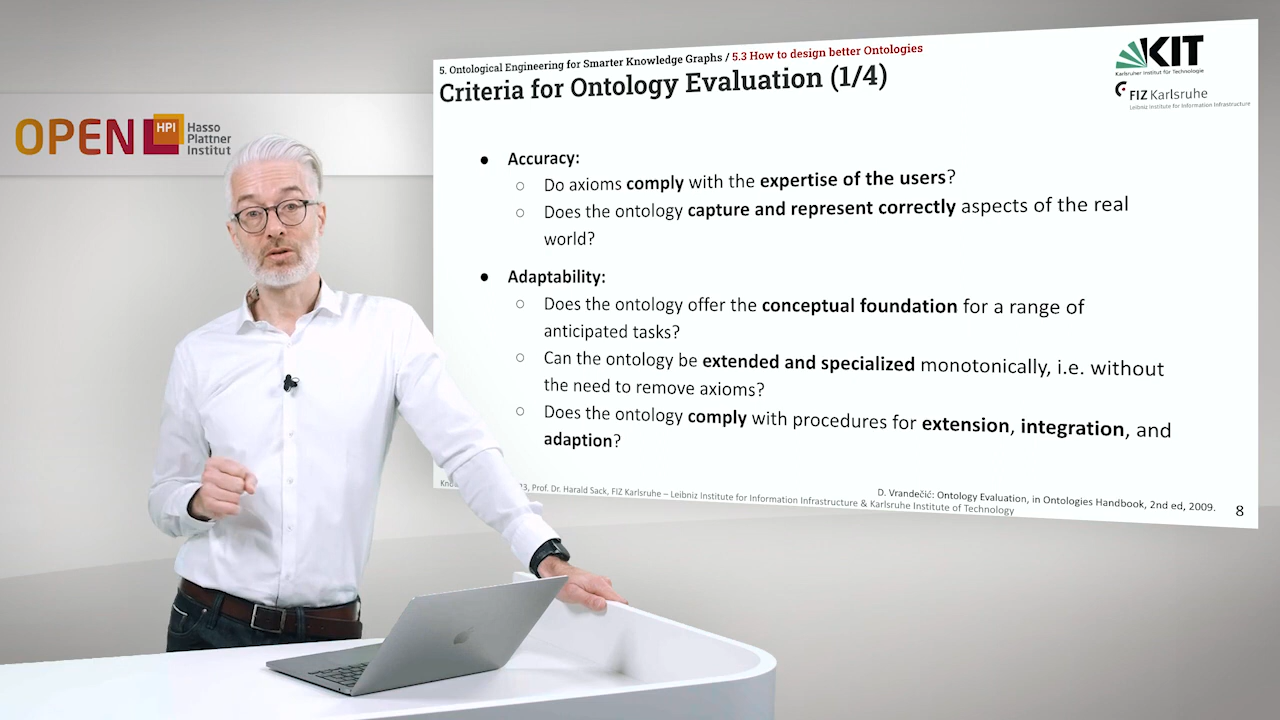 OPEN HPI Hasso
Plattner
Institut
5. Ontological Engineering for Smarter Knowledge Graphs / 5.3 How to design better Ontologies
Criteria for Ontology Evaluation (1/4)
KIT
Karlsruher Institut für Technologie
FIZ Karlsruhe
Leibniz Institute for Information Infrastructure
● Accuracy:
○ Do axioms comply with the expertise of the users?
○ Does the ontology capture and represent correctly aspects of the real
world?
● Adaptability:
○ Does the ontology offer the conceptual foundation for a range of
anticipated tasks?
○ Can the ontology be extended and specialized monotonically, i.e. without
the need to remove axioms?
○ Does the ontology comply with procedures for extension, integration, and
adaption?
D. Vrandečić: Ontology Evaluation, in Ontologies Handbook, 2nd ed, 2009.
3, Prof. Dr. Harald Sack, FIZ Karlsruhe – Leibniz Institute for Information Infrastructure & Karlsruhe Institute of Technology
8